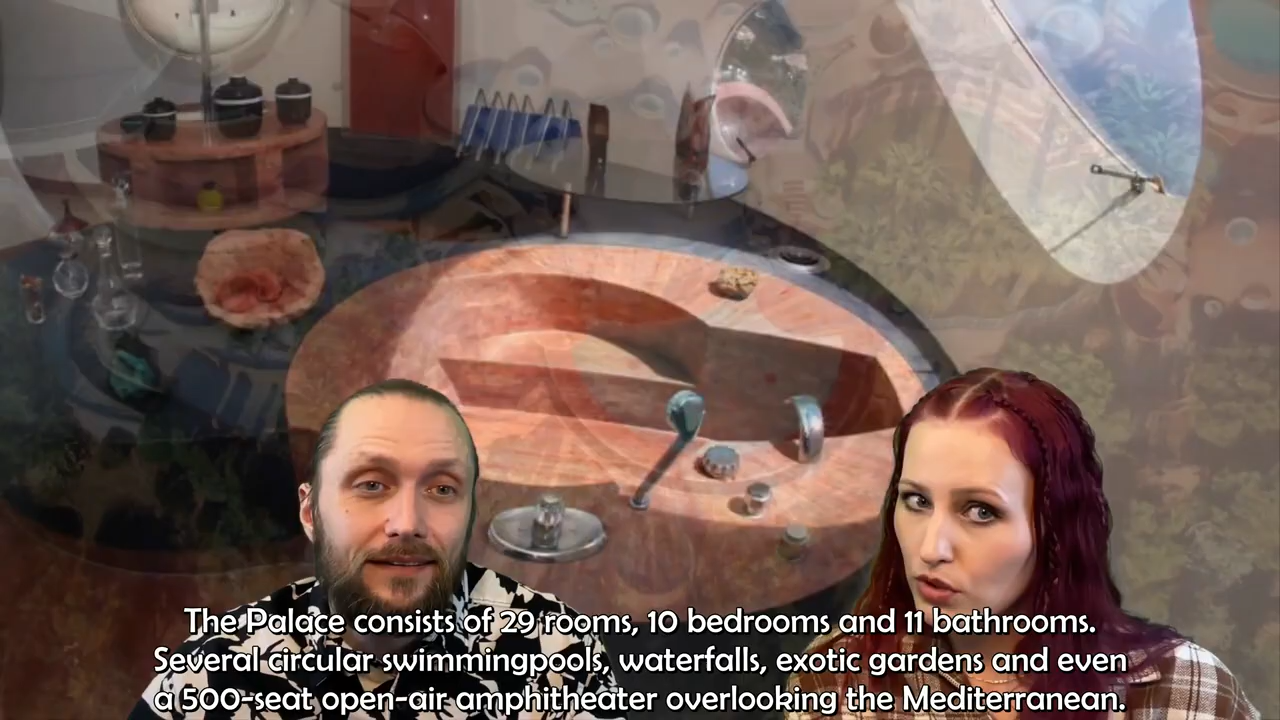 The Palace consists of 29 rooms, 10 bedrooms and 11 bathrooms.
Several circular swimmingpools, waterfalls, exotic gardens and even
a 500-seat open-air amphitheater overlooking the Mediterranean.